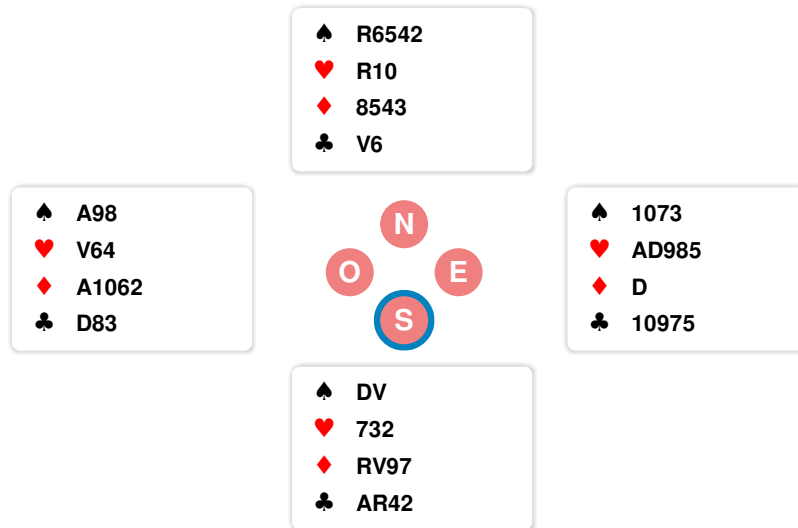 ♠ R6542
♥ R10
♦ 8543
♣ V6
♠ A98
♥ V64
♦ A1062
♣ D83
N
O E
S
♠ 1073
♥ AD985
♦ D
♣ 10975
♠ DV
♥ 732
♦ RV97
♣ AR42